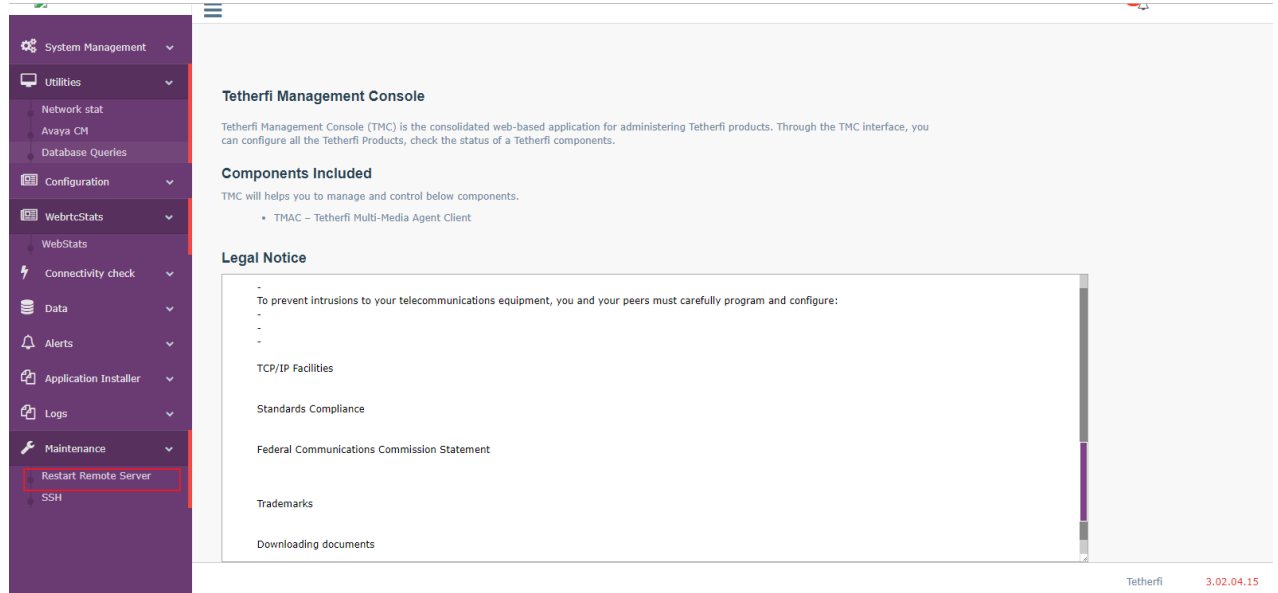 System Management
Utilities
Network stat
Avaya CM
Database Queries
Configuration
WebrtcStats
WebStats
Connectivity check
Data
Alerts
Application Installer
Logs
Maintenance
Restart Remote Server
SSH
Tetherfi Management Console
Tetherfi Management Console (TMC) is the consolidated web-based application for administering Tetherfi products. Through the TMC interface, you
can configure all the Tetherfi Products, check the status of a Tetherfi components.
Components Included
TMC will helps you to manage and control below components.
• TMAC – Tetherfi Multi-Media Agent Client
Legal Notice
-
To prevent intrusions to your telecommunications equipment, you and your peers must carefully program and configure:
-
-
-
TCP/IP Facilities
Standards Compliance
Federal Communications Commission Statement
Trademarks
Downloading documents
Tetherfi 3.02.04.15